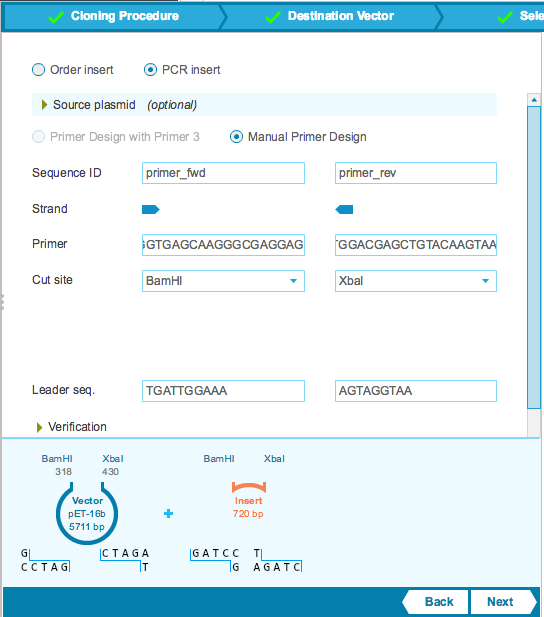 Cloning Procedure Destination Vector Sele
Order insert PCR insert
Source plasmid (optional)
Primer Design with Primer 3 Manual Primer Design
Sequence ID primer_fwd primer_rev
Strand
Primer GGTGAGCAAGGGCGAGGAG TGGACGAGCTGTACAAGTAA
Cut site BamHI XbaI
Leader seq. TGATTGGAAA AGTAGGTAA
Verification
BamHI XbaI BamHI XbaI
318 430
Vector
pET-16b
5711 bp
+
Insert
720 bp
G CTAGA GATCC T
CCTAG T G AGATC
Back Next